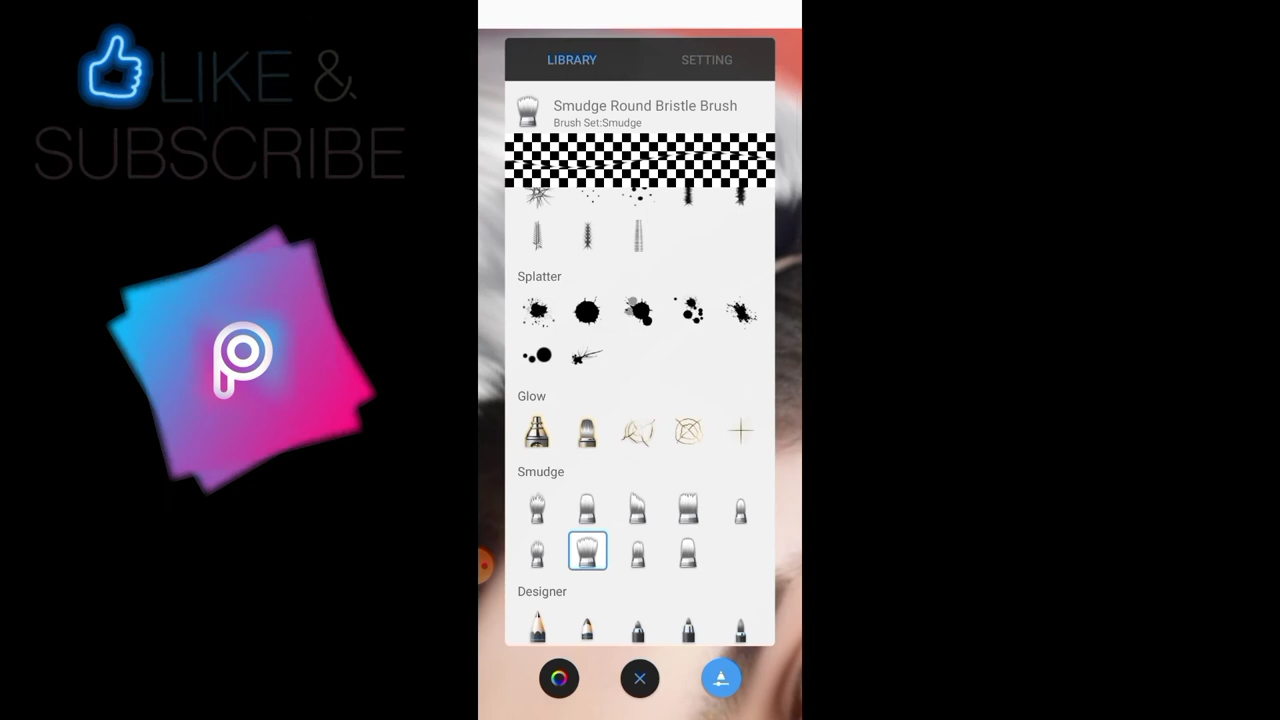 LIKE &
SUBSCRIBE
LIBRARY
SETTING
Smudge Round Bristle Brush
Brush Set:Smudge
Splatter
Glow
Smudge
Designer